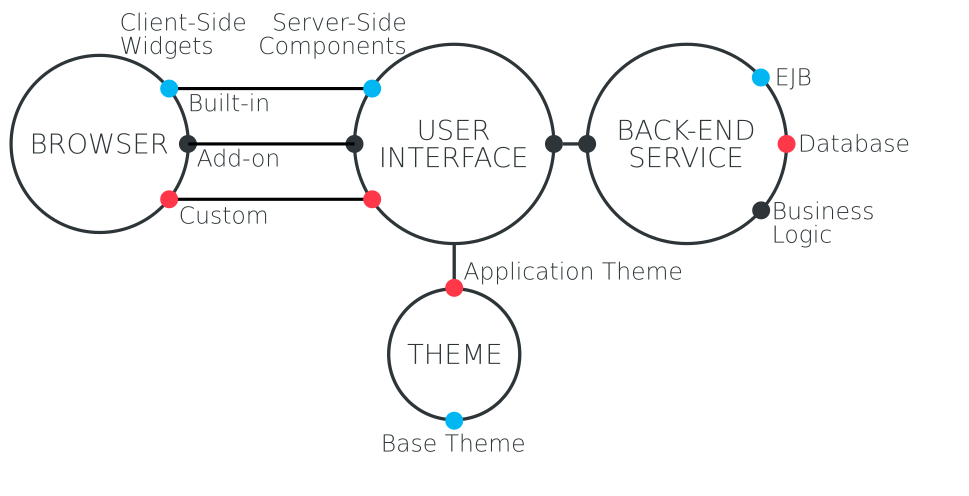 Client-Side
Widgets
Server-Side
Components
Built-in
Add-on
Custom
BROWSER
USER
INTERFACE
BACK-END
SERVICE
EJB
Database
Business
Logic
Application Theme
THEME
Base Theme